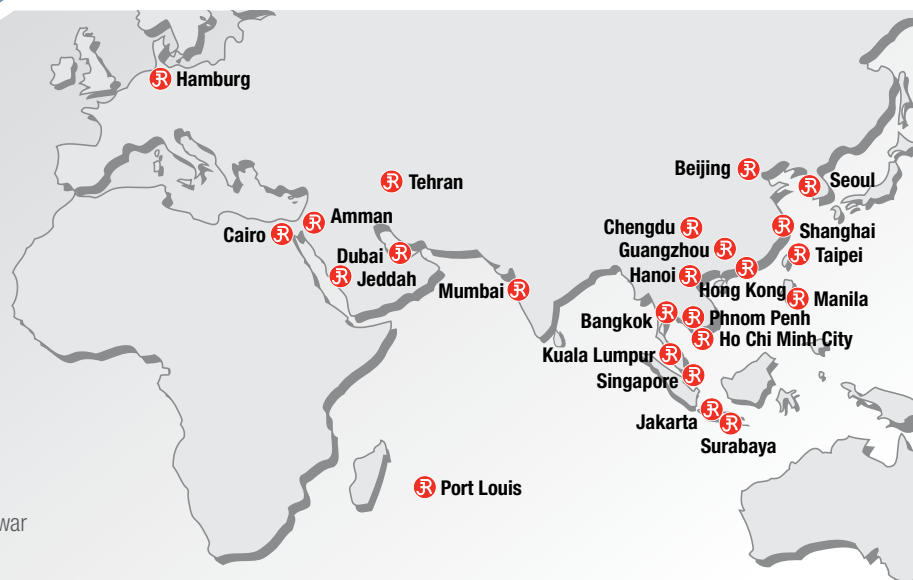 Hamburg
Beijing
Tehran
Seoul
Amman
Chengdu
Shanghai
Cairo
Guangzhou
Dubai
Taipei
Hanoi
Jeddah
Mumbai
Hong Kong
Manila
Bangkok
Phnom Penh
Ho Chi Minh City
Kuala Lumpur
Singapore
Jakarta
Surabaya
Port Louis
war